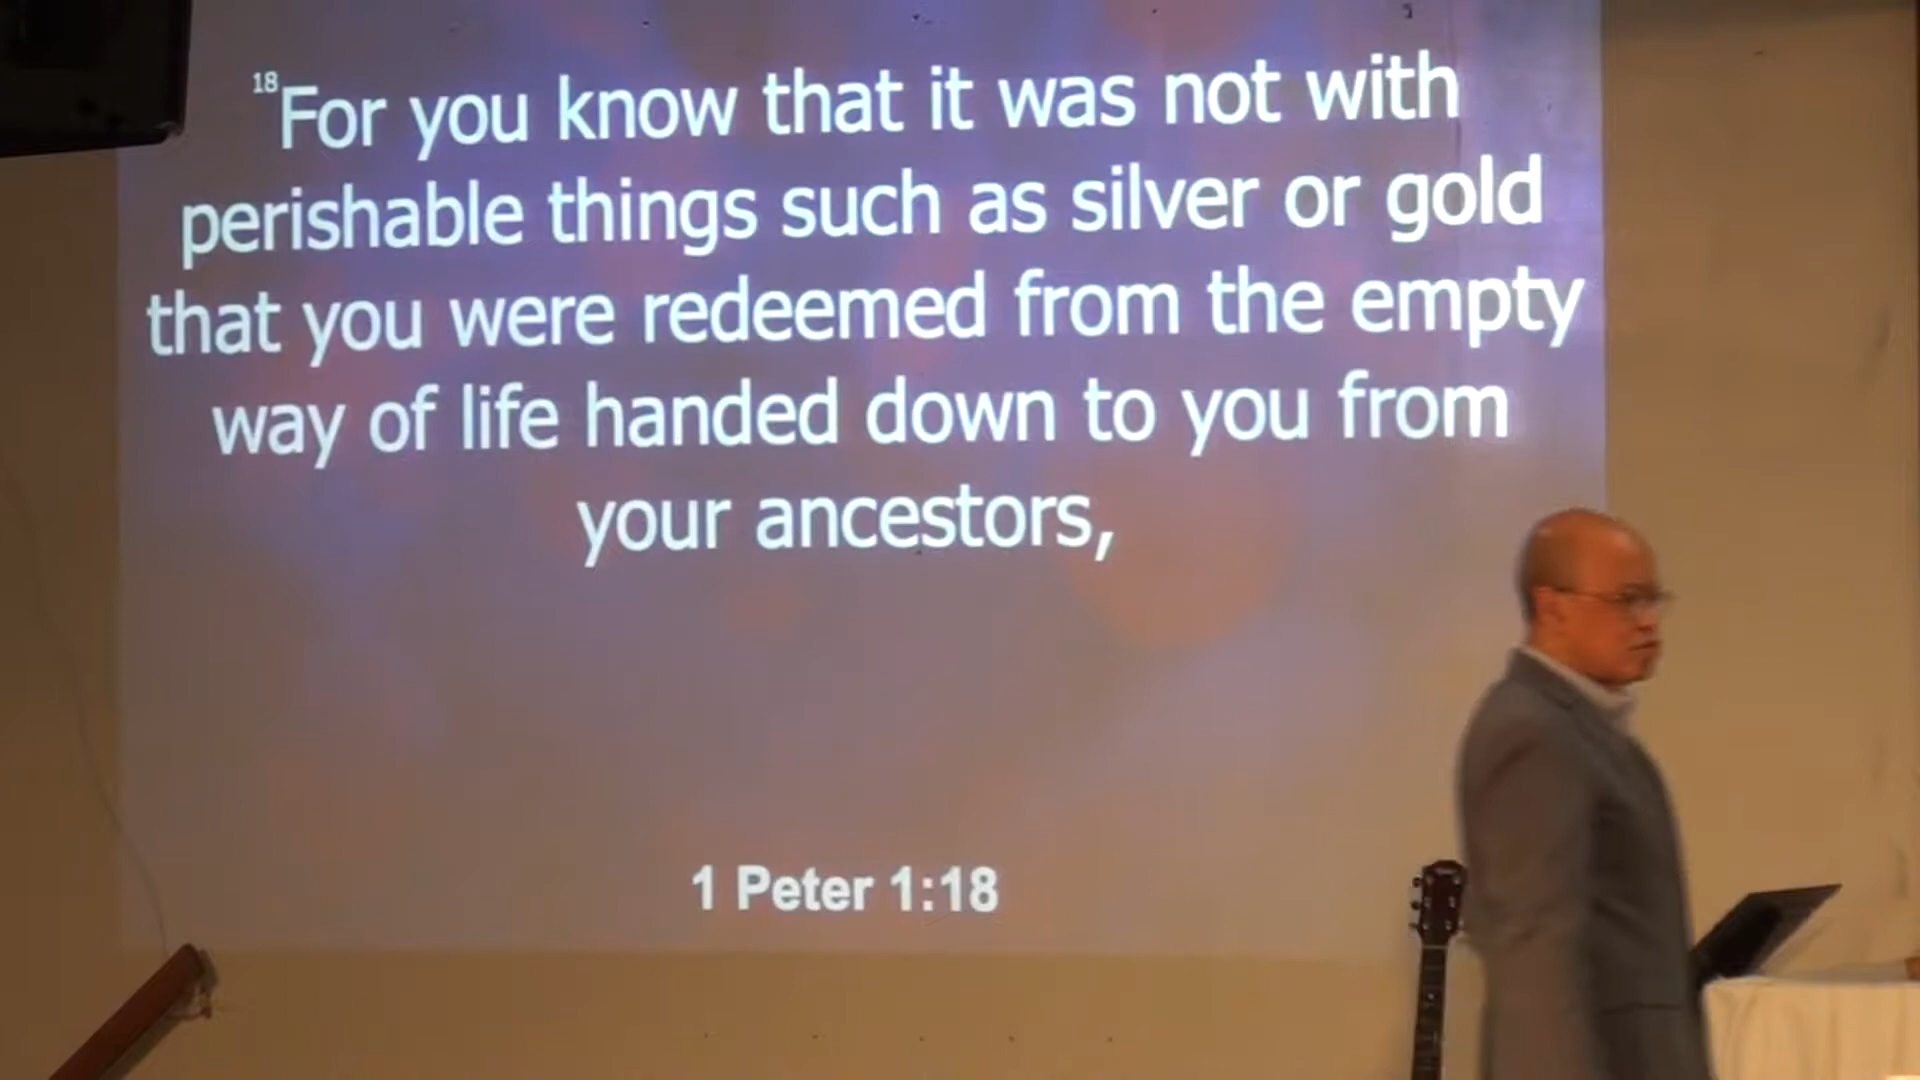 18For you know that it was not with
perishable things such as silver or gold
that you were redeemed from the empty
way of life handed down to you from
your ancestors,
1 Peter 1:18